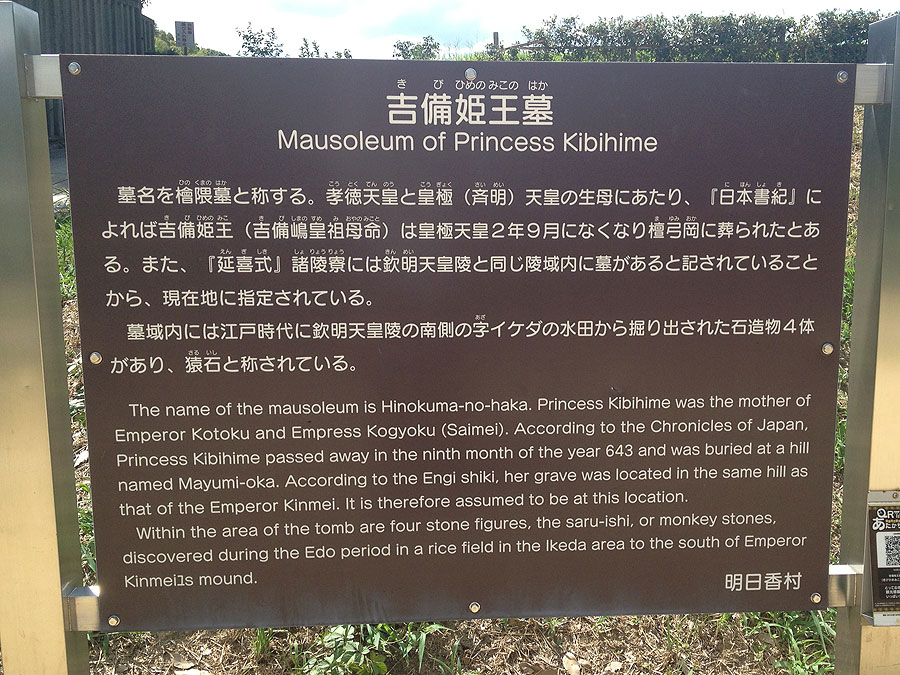 吉備姫王墓
Mausoleum of Princess Kibihime
墓名を檜隈墓と称する。孝徳天皇と皇極（斉明）天皇の生母にあたり、『日本書紀』に
よれば吉備姫王（吉備嶋皇祖母命）は皇極天皇２年９月になくなり檀弓岡に葬られたとあ
る。また、『延喜式』諸陵寮には欽明天皇陵と同じ陵域内に墓があると記されていること
から、現在地に指定されている。
墓域内には江戸時代に欽明天皇陵の南側の字イケダの水田から掘り出された石造物４体
があり、猿石と称されている。
The name of the mausoleum is Hinokuma-no-haka. Princess Kibihime was the mother of
Emperor Kotoku and Empress Kogyoku (Saimei). According to the Chronicles of Japan,
Princess Kibihime passed away in the ninth month of the year 643 and was buried at a hill
named Mayumi-oka. According to the Engi shiki, her grave was located in the same hill as
that of the Emperor Kinmei. It is therefore assumed to be at this location.
Within the area of the tomb are four stone figures, the saru-ishi, or monkey stones,
discovered during the Edo period in a rice field in the Ikeda area to the south of Emperor
Kinmei1s mound.
明日香村